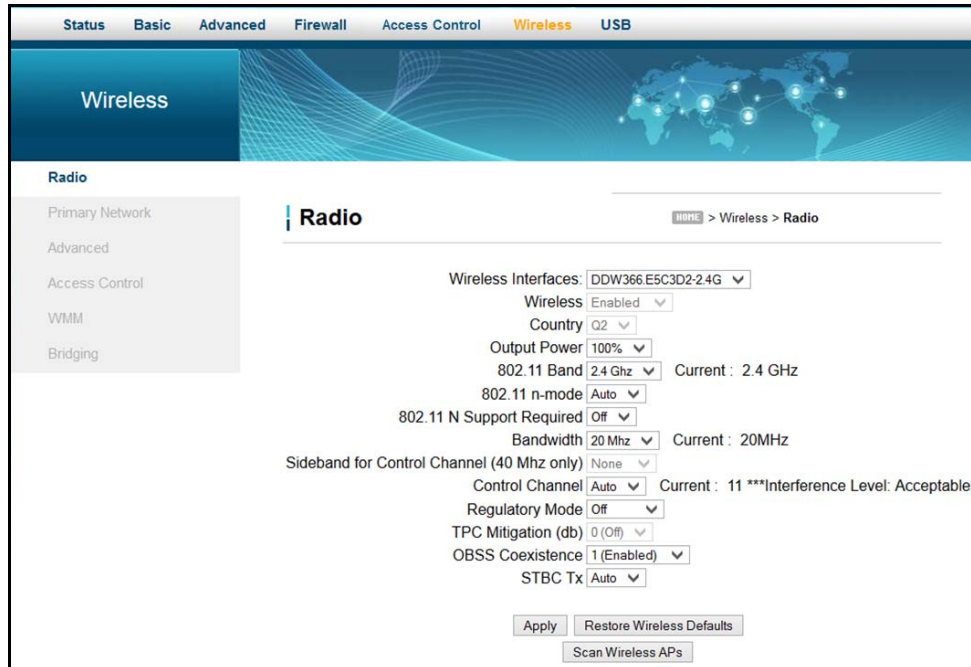 Status Basic Advanced Firewall Access Control Wireless USB
Wireless
Radio
Primary Network
Advanced
Access Control
WMM
Bridging
Radio
HOME > Wireless > Radio
Wireless Interfaces: DDW366.E5C3D2-2.4G
Wireless Enabled
Country Q2
Output Power 100%
802.11 Band 2.4 Ghz Current : 2.4 GHz
802.11 n-mode Auto
802.11 N Support Required Off
Bandwidth 20 Mhz Current : 20MHz
Sideband for Control Channel (40 Mhz only) None
Control Channel Auto Current : 11 ***Interference Level: Acceptable
Regulatory Mode Off
TPC Mitigation (db) 0 (Off)
OBSS Coexistence 1 (Enabled)
STBC Tx Auto
Apply Restore Wireless Defaults
Scan Wireless APs